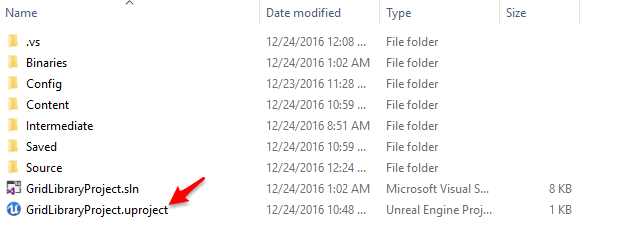 Name Date modified Type Size
.vs 12/24/2016 12:08 ... File folder
Binaries 12/24/2016 1:02 AM File folder
Config 12/23/2016 11:28 ... File folder
Content 12/24/2016 10:59 ... File folder
Intermediate 12/24/2016 8:51 AM File folder
Saved 12/24/2016 10:59 ... File folder
Source 12/24/2016 12:24 ... File folder
GridLibraryProject.sln 12/24/2016 1:02 AM Microsoft Visual S... 8 KB
GridLibraryProject.uproject 12/24/2016 10:48 ... Unreal Engine Proj... 1 KB